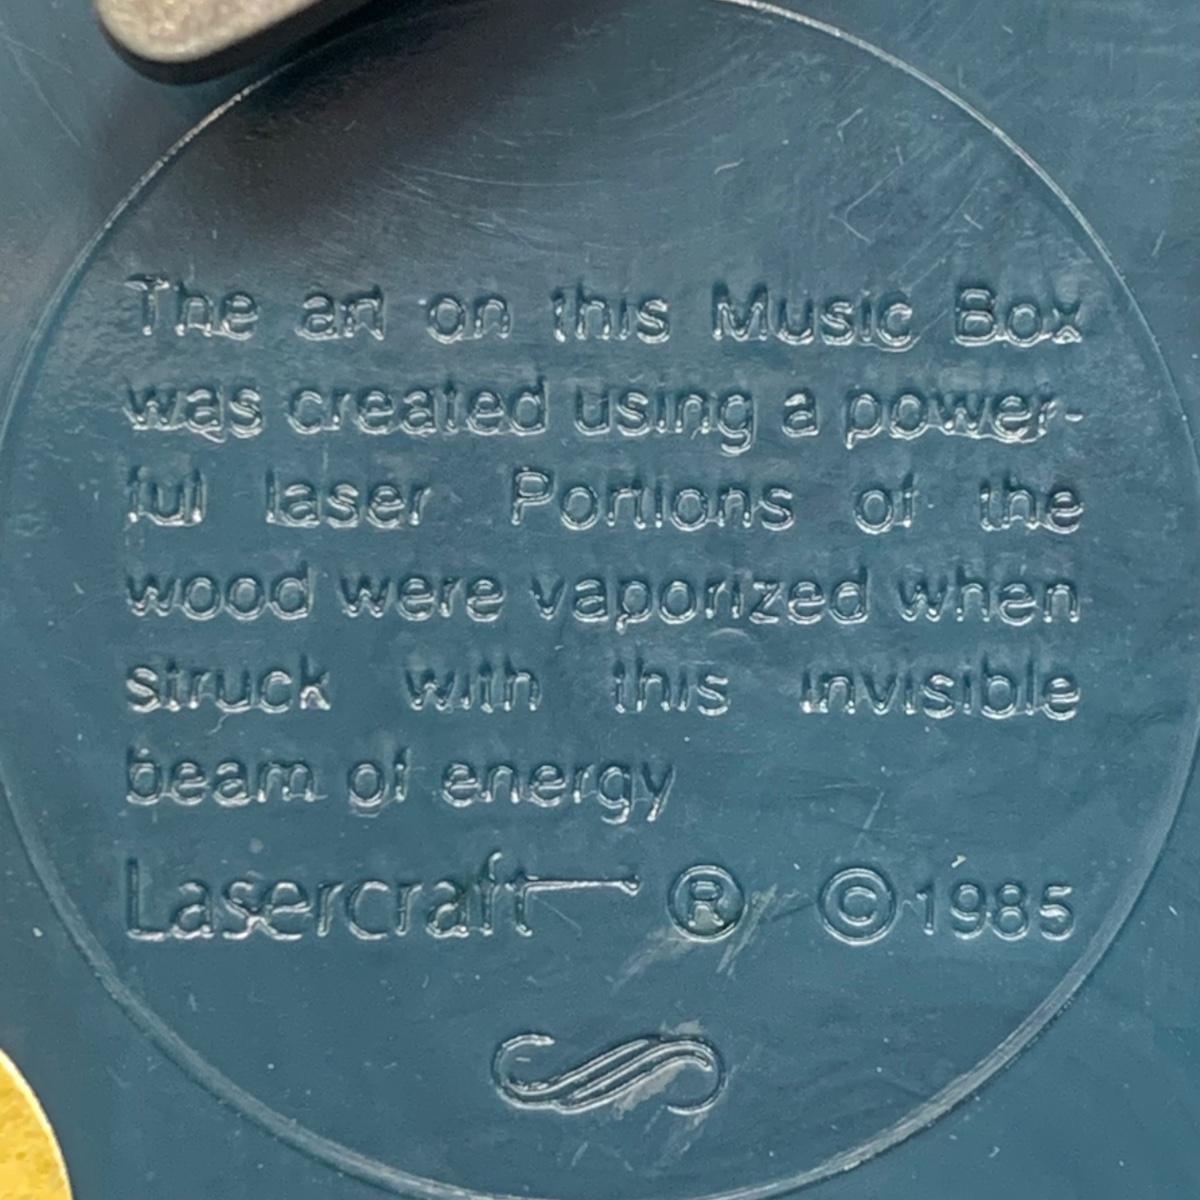 The art on this Music Box
was created using a power-
ful laser Portions of the
wood were vaporized when
struck with this invisible
beam of energy
Lasercraft ® © 1985